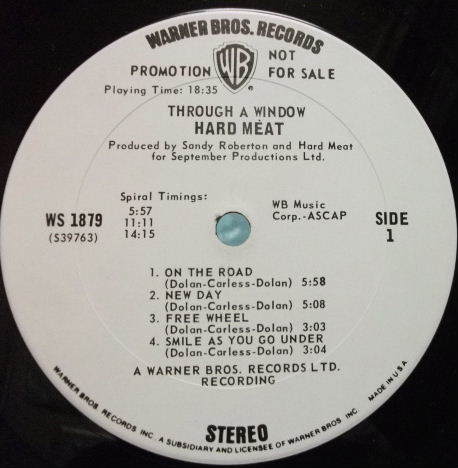 WARNER BROS. RECORDS
PROMOTION WB NOT FOR SALE
®
Playing Time: 18:35
THROUGH A WINDOW
HARD MEAT
Produced by Sandy Roberton and Hard Meat
for September Productions Ltd.
Spiral Timings:
5:57
11:11
14:15
WB Music
Corp.-ASCAP
WS 1879
(S39763)
SIDE
1
1. ON THE ROAD
(Dolan-Carless-Dolan) 5:58
2. NEW DAY
(Dolan-Carless-Dolan) 5:08
3. FREE WHEEL
(Dolan-Carless-Dolan) 3:03
4. SMILE AS YOU GO UNDER
(Dolan-Carless-Dolan) 3:04
A WARNER BROS. RECORDS LTD.
RECORDING
STEREO
WARNER BROS. RECORDS INC. A SUBSIDIARY AND LICENSEE OF WARNER BROS. INC. MADE IN U.S.A.